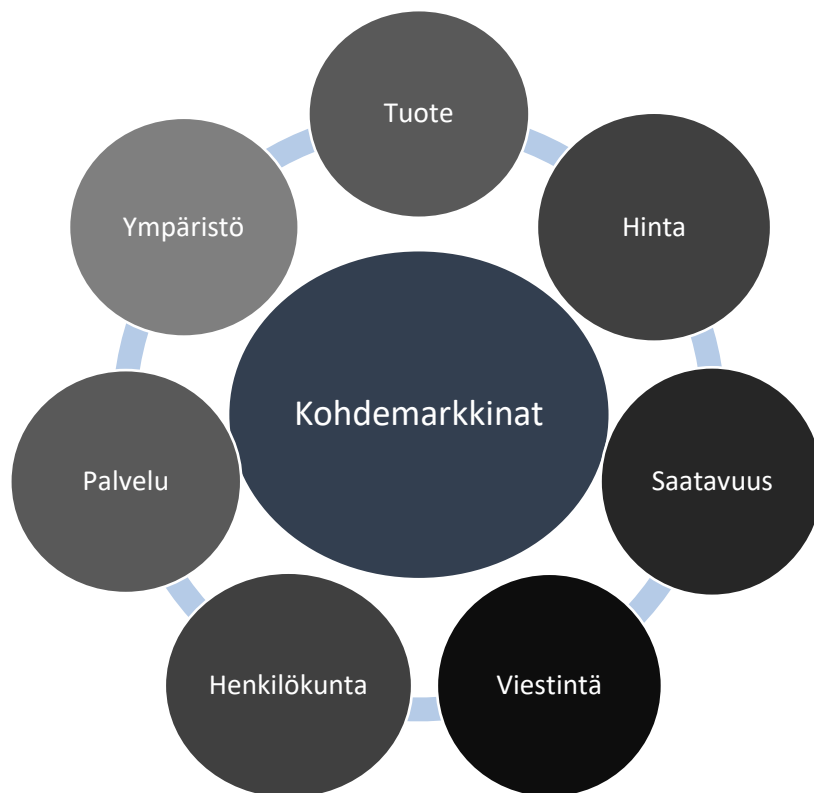 Tuote
Hinta
Saatavuus
Viestintä
Henkilökunta
Palvelu
Ympäristö
Kohdemarkkinat